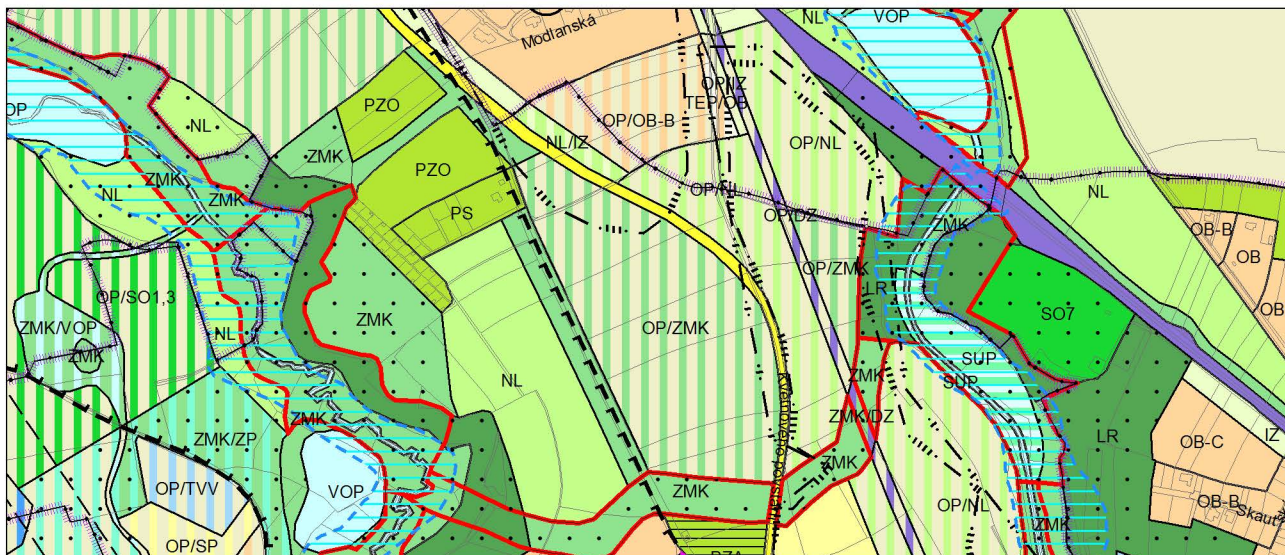 VOP
NL
Modlanská
OP/IZ
TEP/OB
PZO
OP
NL
OP/OB-B
NL/IZ
OP/NL
ZMK
PZO
NL
ZMK
OP/NL
NL
ZMK
PS
OP/DZ
ZMK
OB-B
OB
OP/SO1,3
OP/ZMK
LR
OB
ZMK/VOP
NL
ZMK
OP/ZMK
SO7
ZMK
NL
SUP
SUP
ZMK
ZMK
ZMK/DZ
ZMK/ZP
LR
OB-C
IZ
ZMK
OP/TVV
VOP
ZMK
OB-B
OP/NL
Skaut
ZMK
OP/SP